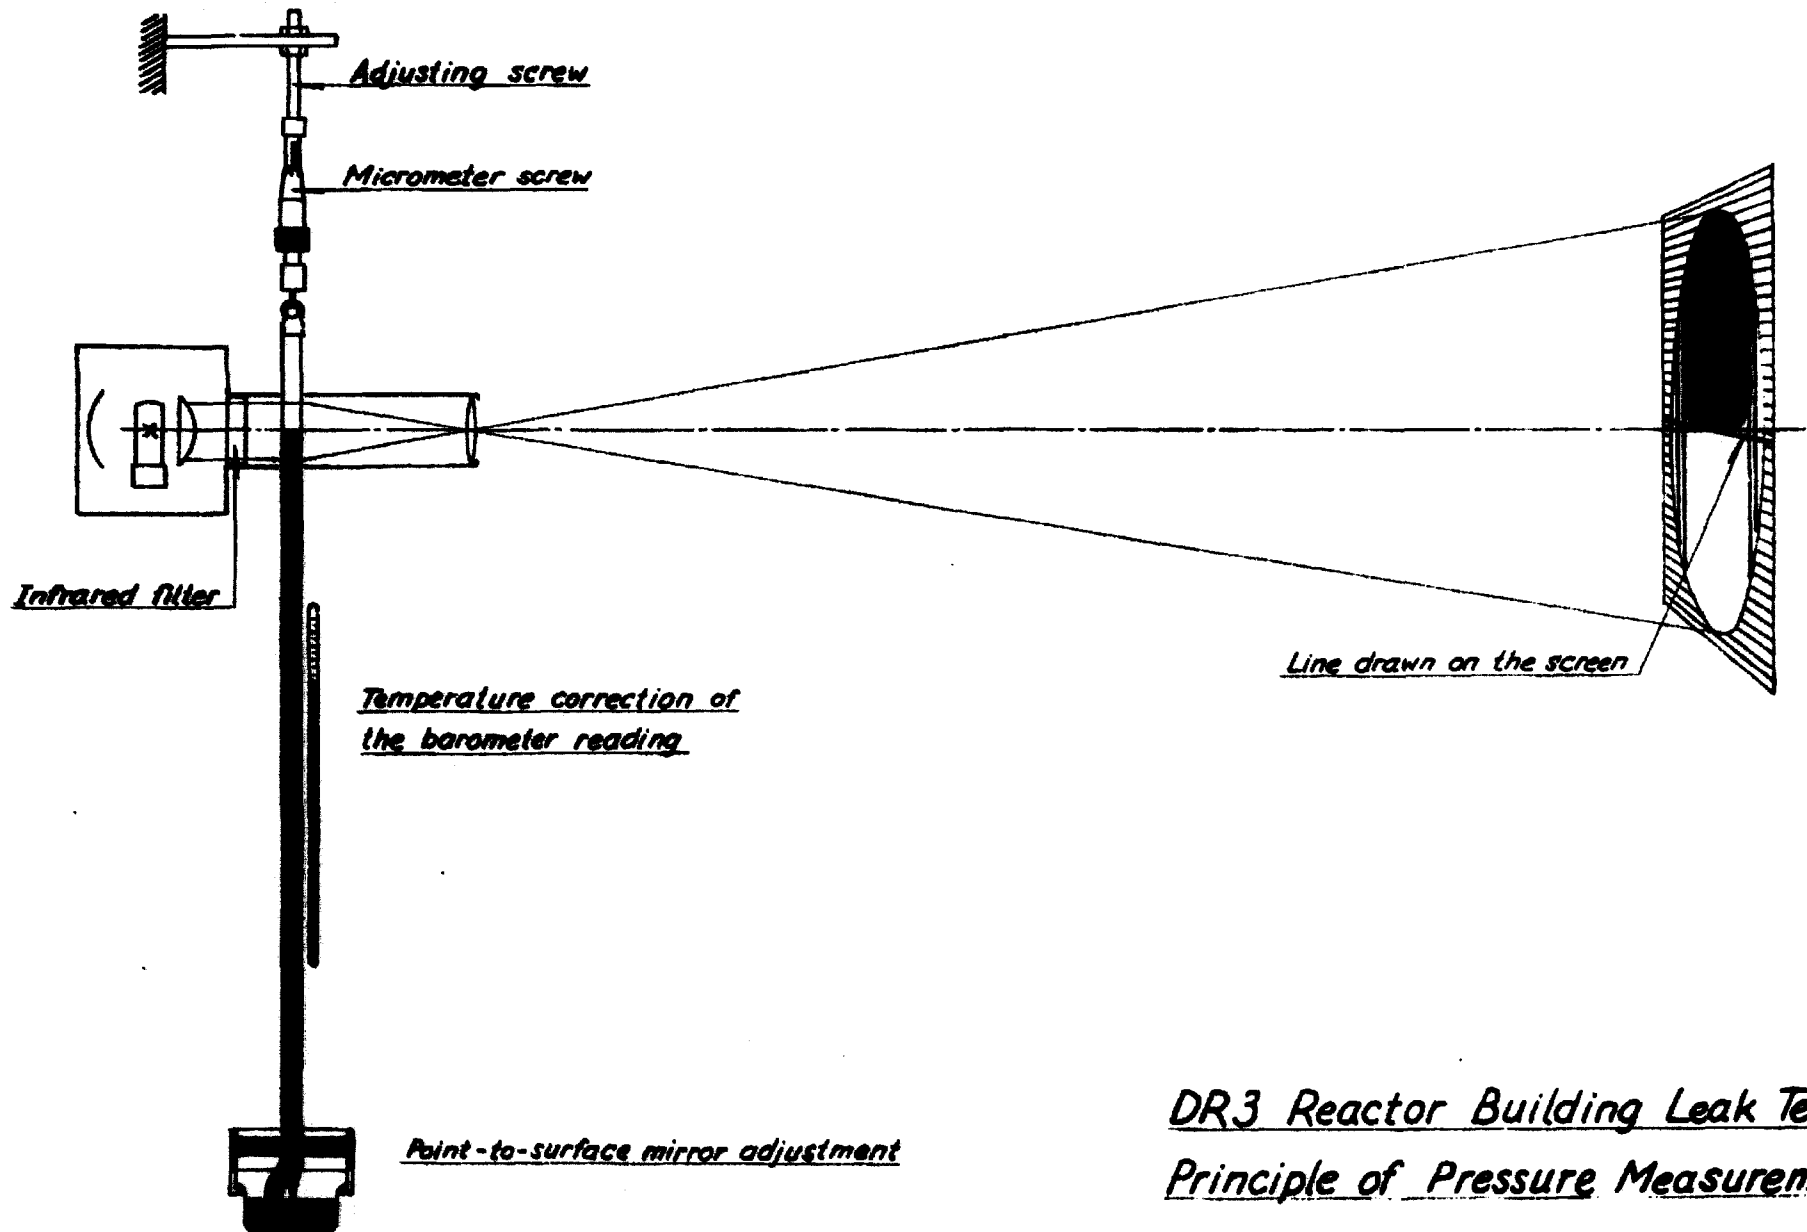 Adjusting screw
Micrometer screw
Infrared filter
Line drawn on the screen
Temperature correction of
the barometer reading
Point-to-surface mirror adjustment
DR3 Reactor Building Leak Te
Principle of Pressure Measurem